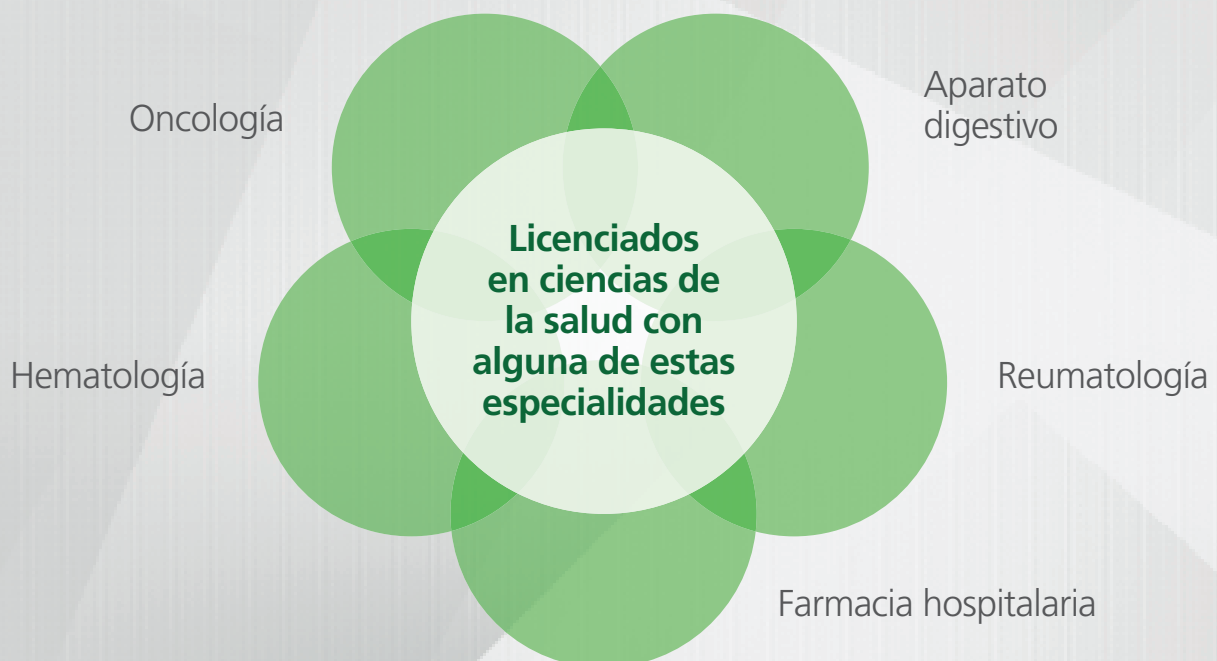 Oncología
Aparato
digestivo
Licenciados
en ciencias de
la salud con
alguna de estas
especialidades
Hematología
Reumatología
Farmacia hospitalaria